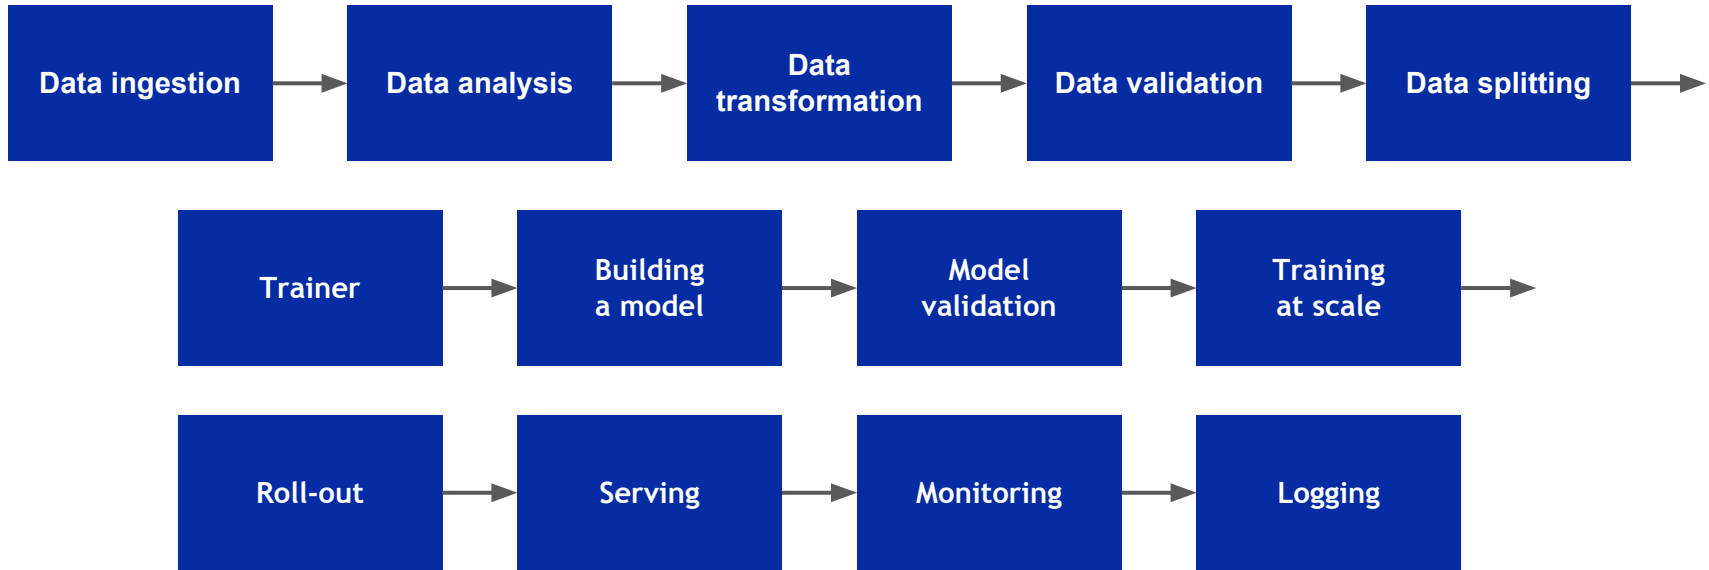 Data ingestion
Data analysis
Data
transformation
Data validation
Data splitting
Trainer
Building
a model
Model
validation
Training
at scale
Roll-out
Serving
Monitoring
Logging